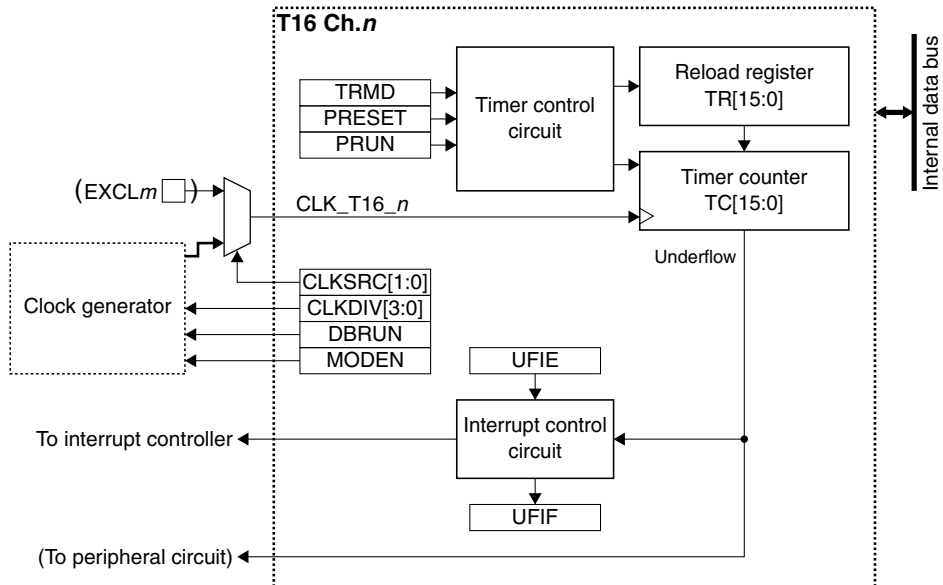 T16 Ch.n
TRMD
PRESET
PRUN
Timer control
circuit
Reload register
TR[15:0]
Timer counter
TC[15:0]
Internal data bus
(EXCLm )
CLK_T16_n
Underflow
Clock generator
CLKSRC[1:0]
CLKDIV[3:0]
DBRUN
MODEN
UFIE
Interrupt control
circuit
UFIF
To interrupt controller
(To peripheral circuit)